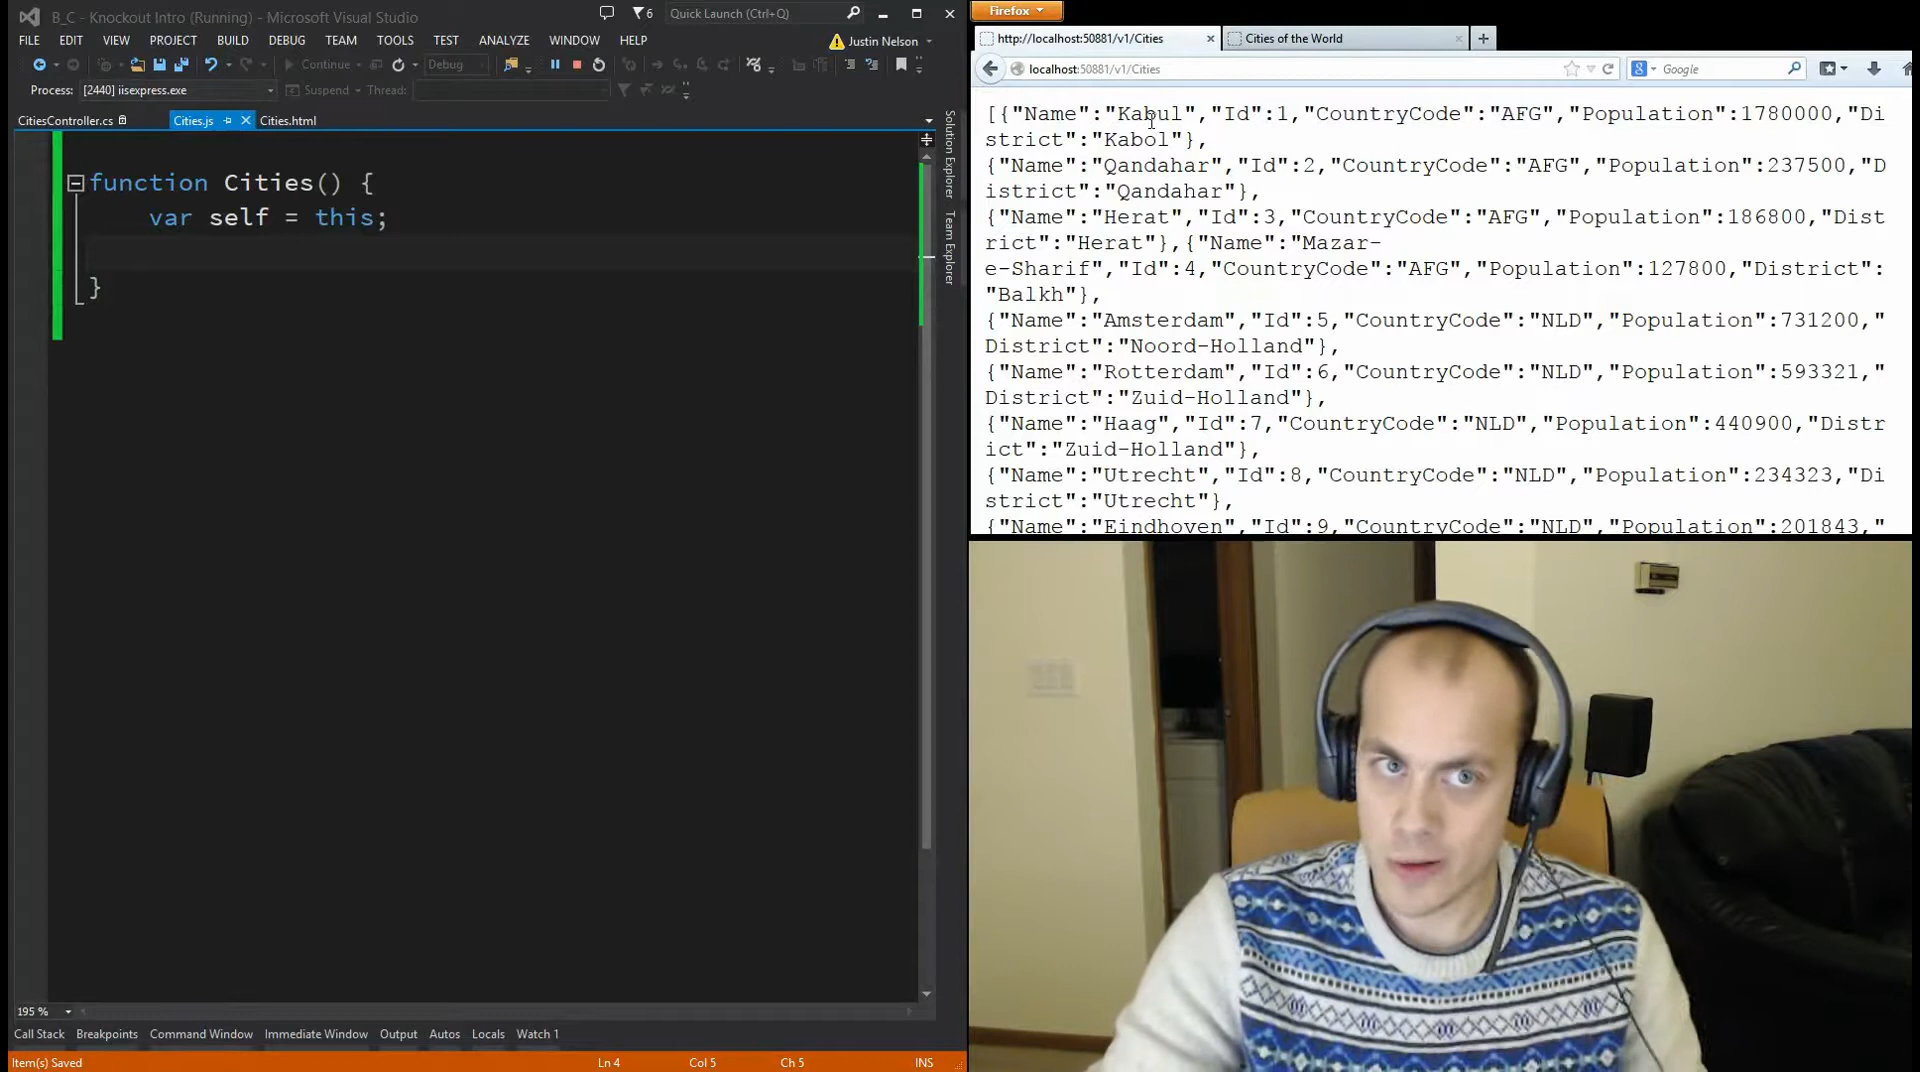 B_C - Knockout Intro (Running) - Microsoft Visual Studio
6
Quick Launch (Ctrl+Q)
FILE EDIT VIEW PROJECT BUILD DEBUG TEAM TOOLS TEST ANALYZE WINDOW HELP
Justin Nelson
Continue
Debug
Process: [2440] iisexpress.exe
Suspend
Thread:
CitiesController.cs
Cities.js
Cities.html
function Cities() {
var self = this;
}
Solution Explorer
Team Explorer
195 %
Call Stack Breakpoints Command Window Immediate Window Output Autos Locals Watch 1
Item(s) Saved
Ln 4
Col 5
Ch 5
INS
Firefox
http://localhost:50881/v1/Cities
Cities of the World
localhost:50881/v1/Cities
Google
[{"Name":"Kabul","Id":1,"CountryCode":"AFG","Population":1780000,"Di
strict":"Kabol"},
{"Name":"Qandahar","Id":2,"CountryCode":"AFG","Population":237500,"D
istrict":"Qandahar"},
{"Name":"Herat","Id":3,"CountryCode":"AFG","Population":186800,"Dist
rict":"Herat"},{"Name":"Mazar-
e-Sharif","Id":4,"CountryCode":"AFG","Population":127800,"District":
"Balkh"},
{"Name":"Amsterdam","Id":5,"CountryCode":"NLD","Population":731200,"
District":"Noord-Holland"},
{"Name":"Rotterdam","Id":6,"CountryCode":"NLD","Population":593321,"
District":"Zuid-Holland"},
{"Name":"Haag","Id":7,"CountryCode":"NLD","Population":440900,"Distr
ict":"Zuid-Holland"},
{"Name":"Utrecht","Id":8,"CountryCode":"NLD","Population":234323,"Di
strict":"Utrecht"},
{"Name":"Eindhoven","Id":9,"CountryCode":"NLD","Population":201843,"